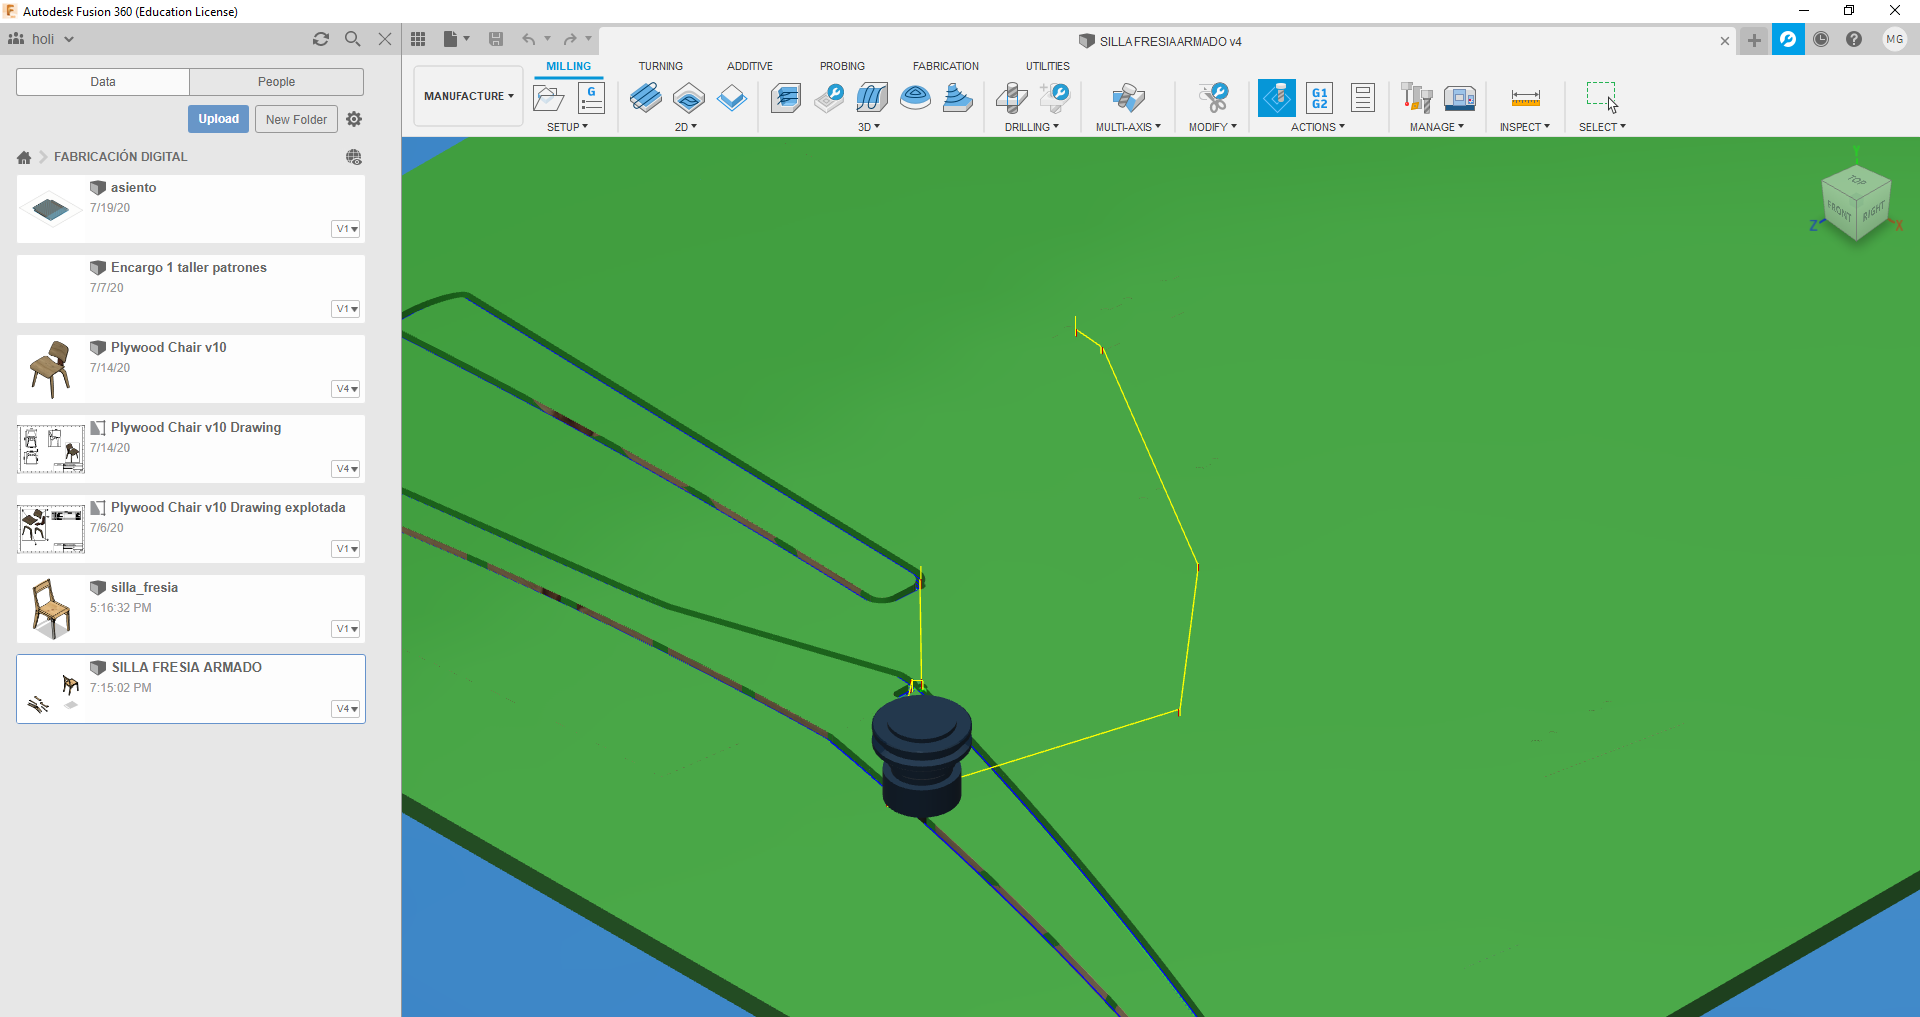 Autodesk Fusion 360 (Education License)
holi
SILLAFRESIAARMADO v4
MG
Data
People
MILLING
TURNING
ADDITIVE
PROBING
FABRICATION
UTILITIES
MANUFACTURE
G
G1
G2
SETUP
2D
3D
DRILLING
MULTI-AXIS
MODIFY
ACTIONS
MANAGE
INSPECT
SELECT
Upload
New Folder
FABRICACIÓN DIGITAL
asiento
7/19/20
V1
Encargo 1 taller patrones
7/7/20
V1
Plywood Chair v10
7/14/20
V4
Plywood Chair v10 Drawing
7/14/20
V4
Plywood Chair v10 Drawing explotada
7/6/20
V1
silla_fresia
5:16:32 PM
V1
SILLA FRESIA ARMADO
7:15:02 PM
V4
Y
TOP
FRONT
RIGHT
Z
X